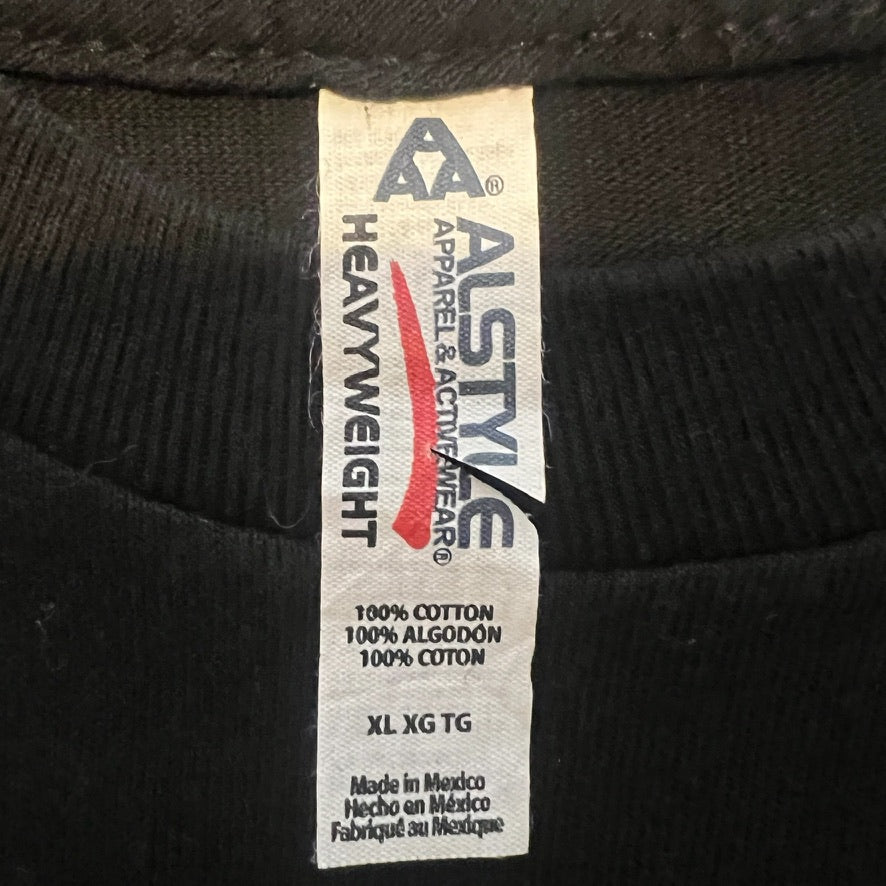 AAA®
ALSTYLE
APPAREL & ACTIVEWEAR®
HEAVYWEIGHT
100% COTTON
100% ALGODÓN
100% COTON
XL XG TG
Made in Mexico
Hecho en México
Fabriqué au Mexique